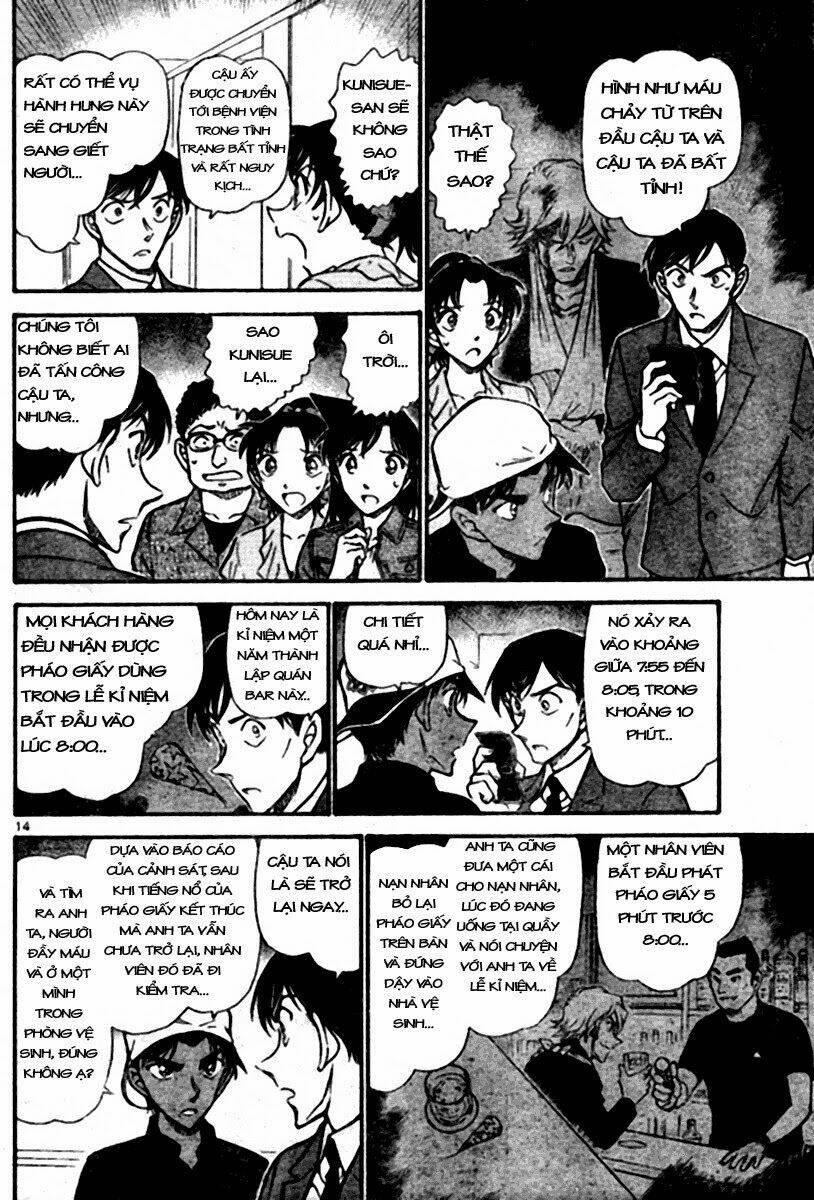 HÌNH NHƯ MÁU
CHẢY TỪ TRÊN
ĐẦU CẬU TA VÀ
CẬU TA ĐÃ BẤT
TỈNH!
THẬT
THẾ
SAO?
KUNISUE-
SAN SẼ
KHÔNG
SAO
CHỨ?
CẬU ẤY
ĐƯỢC CHUYỂN
TỚI BỆNH VIỆN
TRONG TÌNH
TRẠNG BẤT TỈNH
VÀ RẤT NGUY
KỊCH...
RẤT CÓ THỂ VỤ
HÀNH HUNG NÀY
SẼ CHUYỂN
SANG GIẾT
NGƯỜI...
ÔI
TRỜI...
SAO
KUNISUE
LẠI...
CHÚNG TÔI
KHÔNG BIẾT AI
ĐÃ TẤN CÔNG
CẬU TA,
NHƯNG..
NÓ XẢY RA
VÀO KHOẢNG
GIỮA 7:55 ĐẾN
8:05, TRONG
KHOẢNG 10
PHÚT...
CHI TIẾT
QUÁ NHỈ...
HÔM NAY LÀ
KỈ NIỆM MỘT
NĂM THÀNH
LẬP QUÁN
BAR NÀY...
MỌI KHÁCH HÀNG
ĐỀU NHẬN ĐƯỢC
PHÁO GIẤY DÙNG
TRONG LỄ KỈ NIỆM
BẮT ĐẦU VÀO
LÚC 8:00...
14
MỘT NHÂN VIÊN
BẮT ĐẦU PHÁT
PHÁO GIẤY 5
PHÚT TRƯỚC
8:00...
ANH TA CŨNG
ĐƯA MỘT CÁI
CHO NẠN NHÂN,
LÚC ĐÓ ĐANG
UỐNG TẠI QUẦY
VÀ NÓI CHUYỆN
VỚI ANH TA VỀ
LỄ KỈ NIỆM...
NẠN NHÂN
BỎ LẠI
PHÁO GIẤY
TRÊN BÀN
VÀ ĐỨNG
DẬY VÀO
NHÀ VỆ
SINH...
CẬU TA NÓI
LÀ SẼ TRỞ
LẠI NGAY..
DỰA VÀO BÁO CÁO
CỦA CẢNH SÁT, SAU
KHI TIẾNG NỔ CỦA
PHÁO GIẤY KẾT THÚC
MÀ ANH TA VẪN
CHƯA TRỞ LẠI, NHÂN
VIÊN ĐÓ ĐÃ ĐI
KIỂM TRA...
VÀ TÌM
RA ANH
TA, NGƯỜI
ĐẦY MÁU
VÀ Ở MỘT
MÌNH
TRONG
PHÒNG VỆ
SINH, ĐÚNG
KHÔNG Ạ?